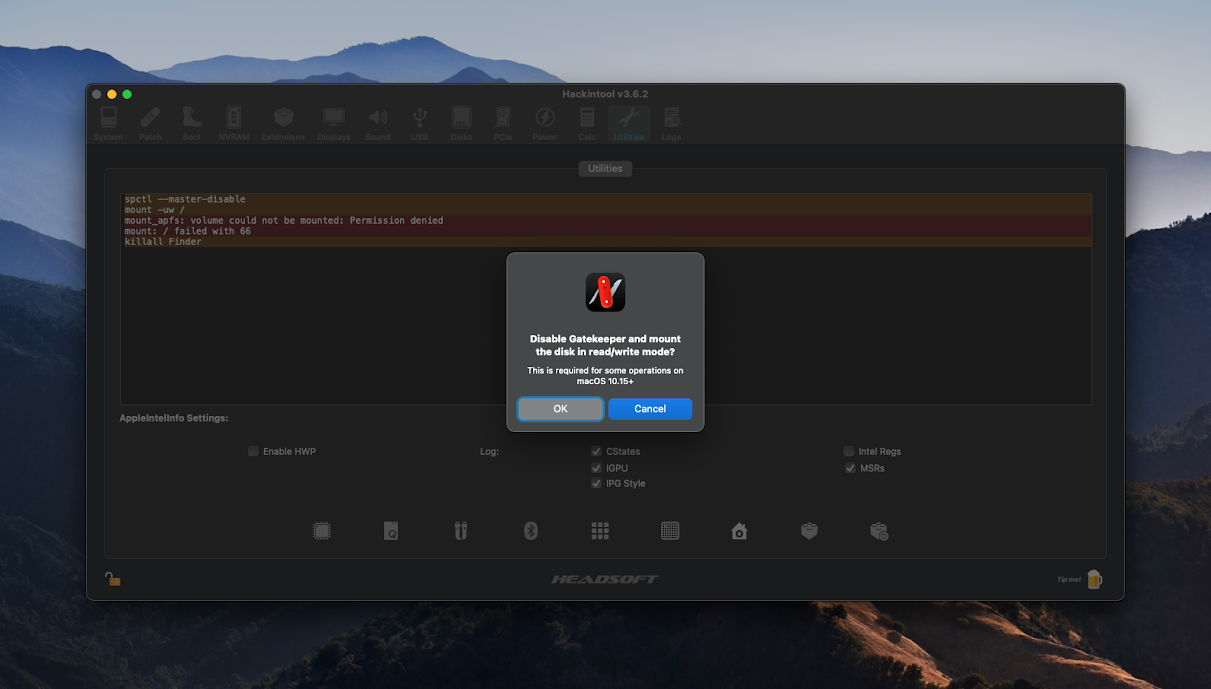 Hackintool v3.6.2
System Patch Boot NVRAM Extensions Displays Sound USB Disks PCIe Power Calc Utilities Logs
Utilities
spctl --master-disable
mount -uw /
mount_apfs: volume could not be mounted: Permission denied
mount: / failed with 66
killall Finder
Disable Gatekeeper and mount
the disk in read/write mode?
This is required for some operations on
macOS 10.15+
OK Cancel
AppleIntelInfo Settings:
Enable HWP Log: CStates Intel Regs
IGPU MSRs
IPG Style
HEADSOFT
Tip me!